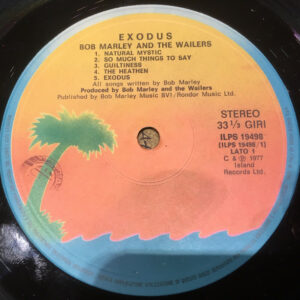 EXODUS
BOB MARLEY AND THE WAILERS
1. NATURAL MYSTIC
2. SO MUCH THINGS TO SAY
3. GUILTINESS
4. THE HEATHEN
5. EXODUS
All songs written by Bob Marley
Produced by Bob Marley and the Wailers
Published by Bob Marley Music BV1/Rondor Music Ltd.
STEREO
33⅓ GIRI
ILPS 19498
(ILPS 19498/1)
LATO 1
C & ℗ 1977
Island
Records Ltd.